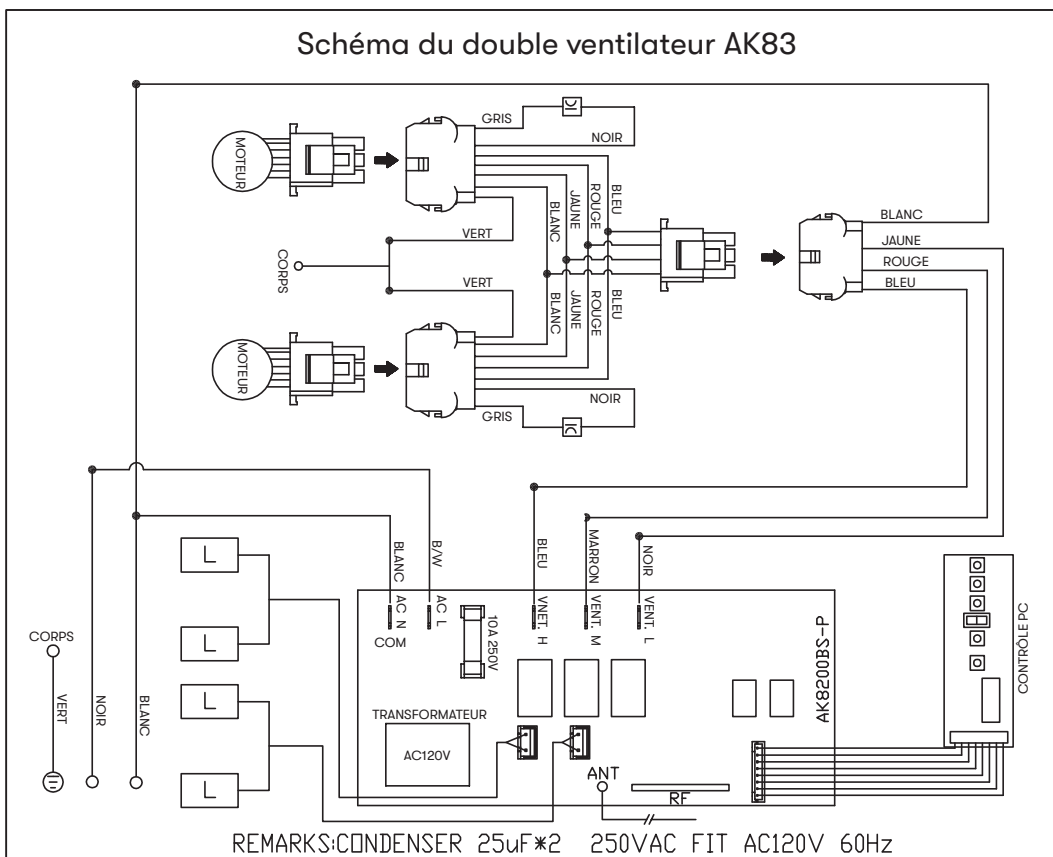 Schéma du double ventilateur AK83
GRIS
NOIR
MOTEUR
BLEU
ROUGE
JAUNE
BLANC
VERT
CORPS
VERT
BLANC
JAUNE
ROUGE
BLEU
BLANC
JAUNE
ROUGE
BLEU
MOTEUR
NOIR
GRIS
BLANC
B/W
BLEU
MARRON
NOIR
AC N
AC L
VNET. H
VENT. M
VENT. L
COM
10A 250V
AK8200BS-P
CONTRÔLE PC
L
L
L
L
CORPS
VERT
NOIR
BLANC
TRANSFORMATEUR
AC120V
ANT
RF
REMARKS:CONDENSER 25uF*2 250VAC FIT AC120V 60Hz